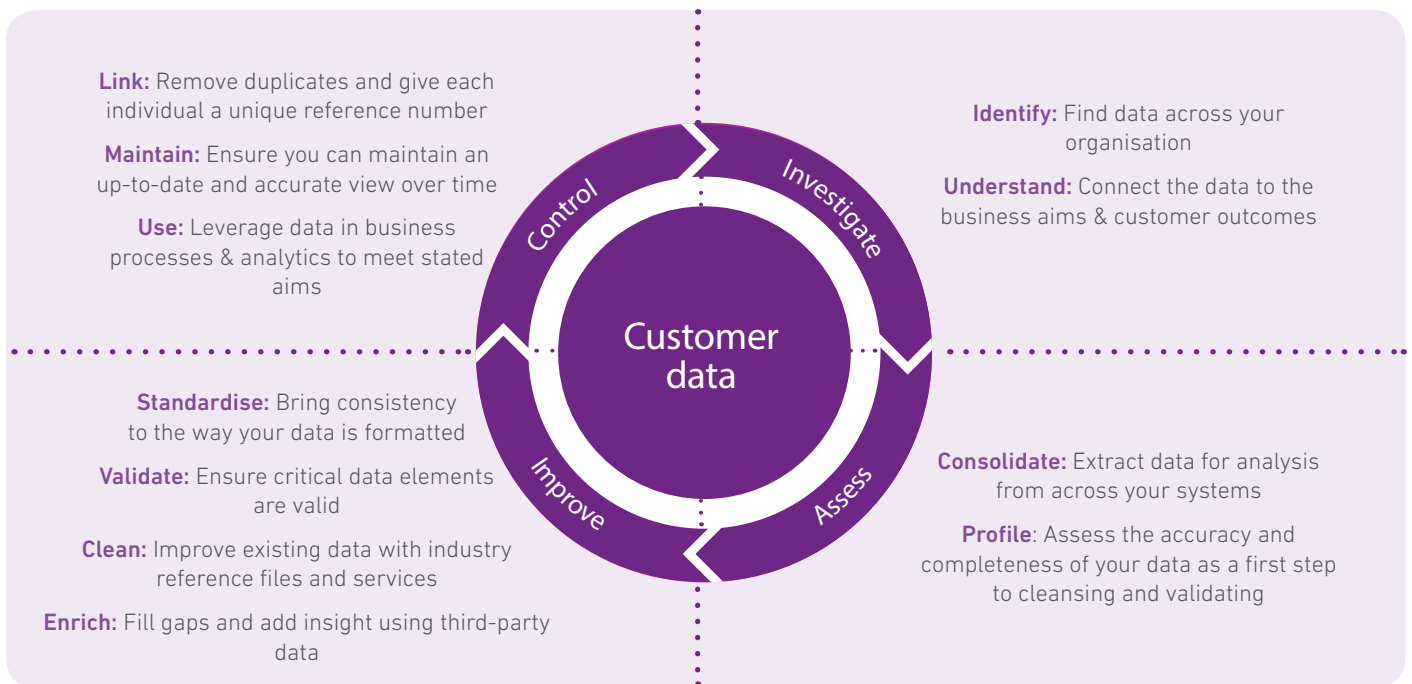 Link: Remove duplicates and give each
individual a unique reference number
Maintain: Ensure you can maintain an
up-to-date and accurate view over time
Use: Leverage data in business
processes & analytics to meet stated
aims
Identify: Find data across your
organisation
Understand: Connect the data to the
business aims & customer outcomes
Control
Investigate
Customer
data
Improve
Assess
Standardise: Bring consistency
to the way your data is formatted
Validate: Ensure critical data elements
are valid
Clean: Improve existing data with industry
reference files and services
Enrich: Fill gaps and add insight using third-party
data
Consolidate: Extract data for analysis
from across your systems
Profile: Assess the accuracy and
completeness of your data as a first step
to cleansing and validating